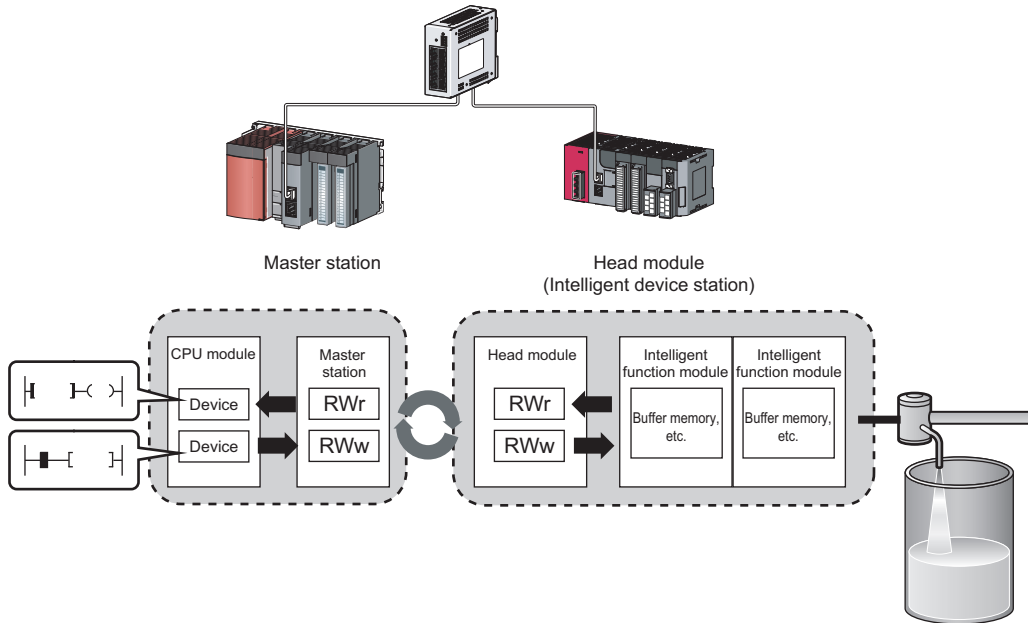 Master station
Head module
(Intelligent device station)
CPU module
Device
Device
Master
station
RWr
RWw
Head module
RWr
RWw
Intelligent
function module
Buffer memory,
etc.
Intelligent
function module
Buffer memory,
etc.